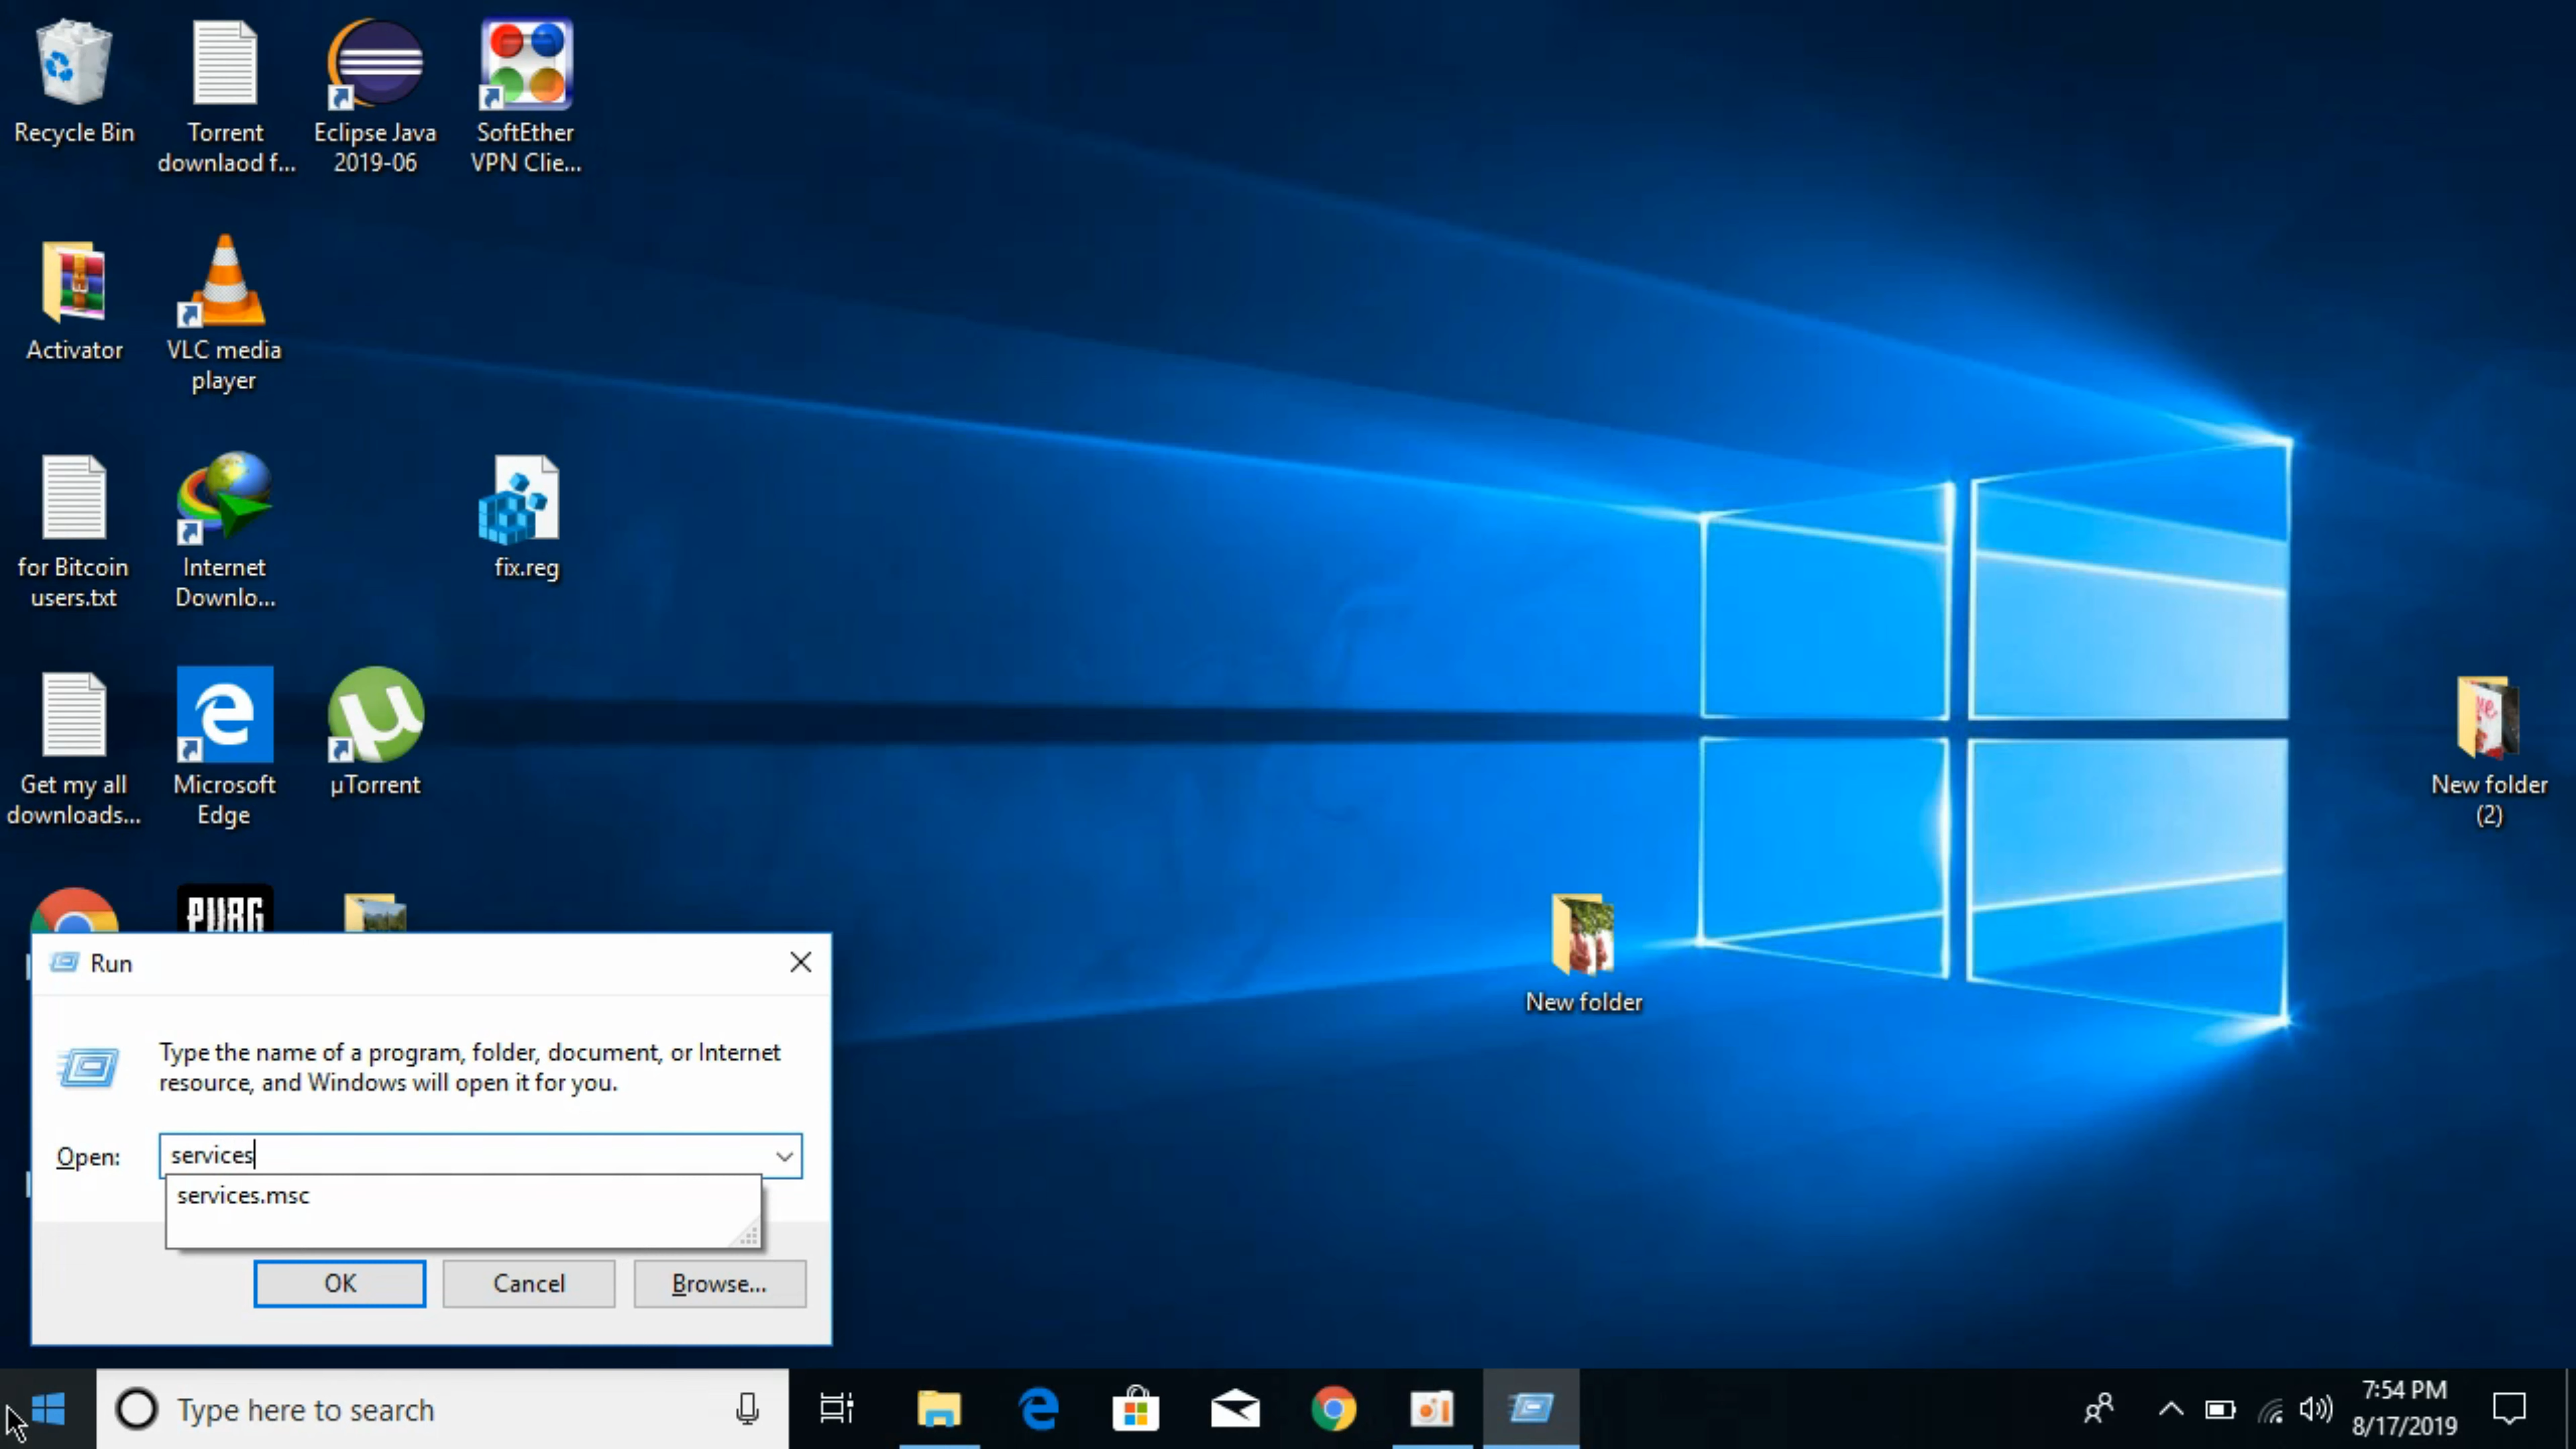 Recycle Bin
Torrent
downlaod f...
Eclipse Java
2019-06
SoftEther
VPN Clie...
Activator
VLC media
player
for Bitcoin
users.txt
Internet
Downlo...
fix.reg
Get my all
downloads...
Microsoft
Edge
µTorrent
New folder
(2)
PUBG
New folder
Run
Type the name of a program, folder, document, or Internet
resource, and Windows will open it for you.
Open:
services
services.msc
OK
Cancel
Browse...
Type here to search
7:54 PM
8/17/2019